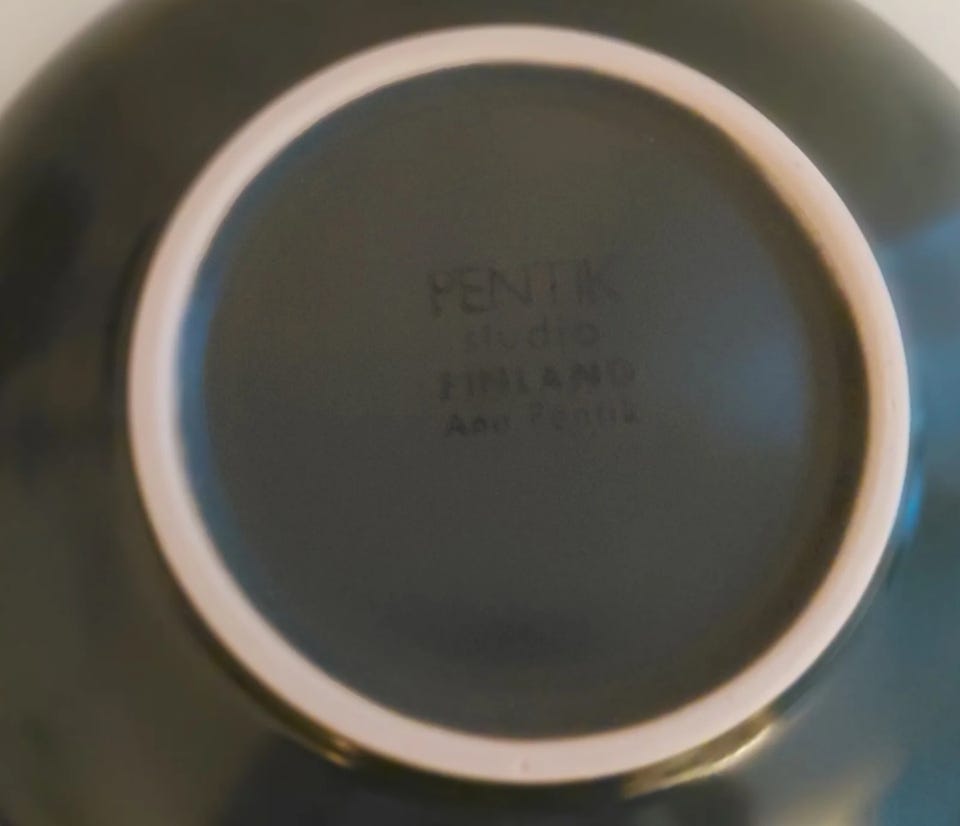 PENTIK
studio
FINLAND
Anu Pentik